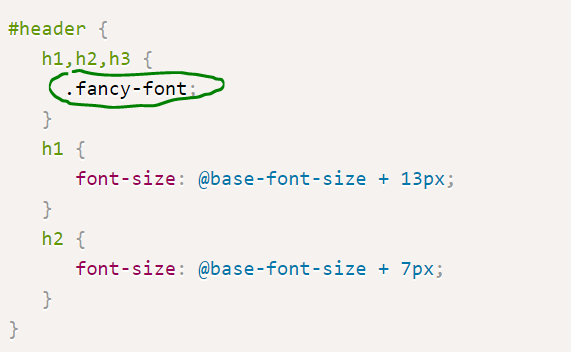 #header {
h1,h2,h3 {
.fancy-font;
}
h1 {
font-size: @base-font-size + 13px;
}
h2 {
font-size: @base-font-size + 7px;
}
}